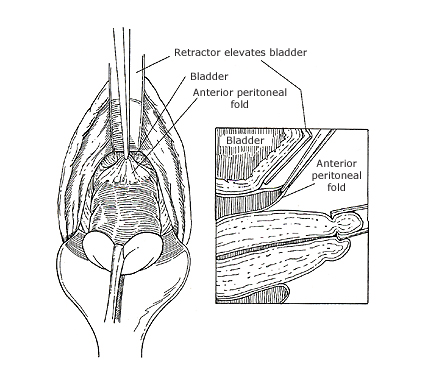 Retractor elevates bladder
Bladder
Anterior peritoneal
fold
Bladder
Anterior
peritoneal
fold